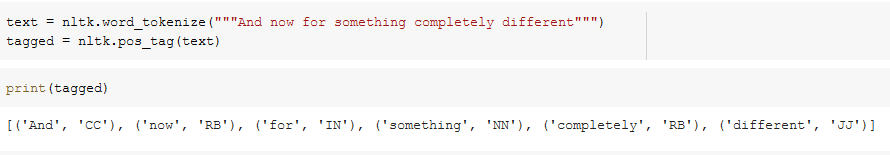 text = nltk.word_tokenize("""And now for something completely different""")
tagged = nltk.pos_tag(text)
print(tagged)
[('And', 'CC'), ('now', 'RB'), ('for', 'IN'), ('something', 'NN'), ('completely', 'RB'), ('different', 'JJ')]